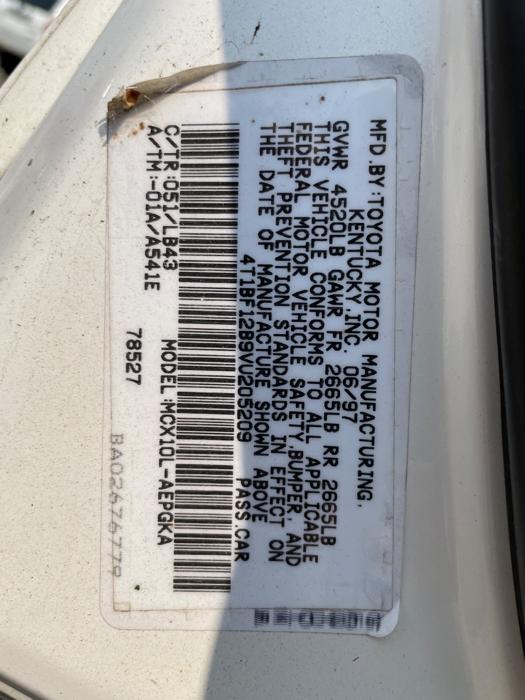 MFD.BY:TOYOTA MOTOR MANUFACTURING,
KENTUCKY,INC. 06/97
GVWR 4520LB GAWR FR 2665LB RR 2665LB
THIS VEHICLE CONFORMS TO ALL APPLICABLE
FEDERAL MOTOR VEHICLE SAFETY,BUMPER, AND
THEFT PREVENTION STANDARDS IN EFFECT ON
THE DATE OF MANUFACTURE SHOWN ABOVE
4T1BF12B9VU205209 PASS.CAR
C/TR:051/LB43 MODEL:MCX10L-AEPGKA
A/TM:-01A/A541E
78527
BA02676779